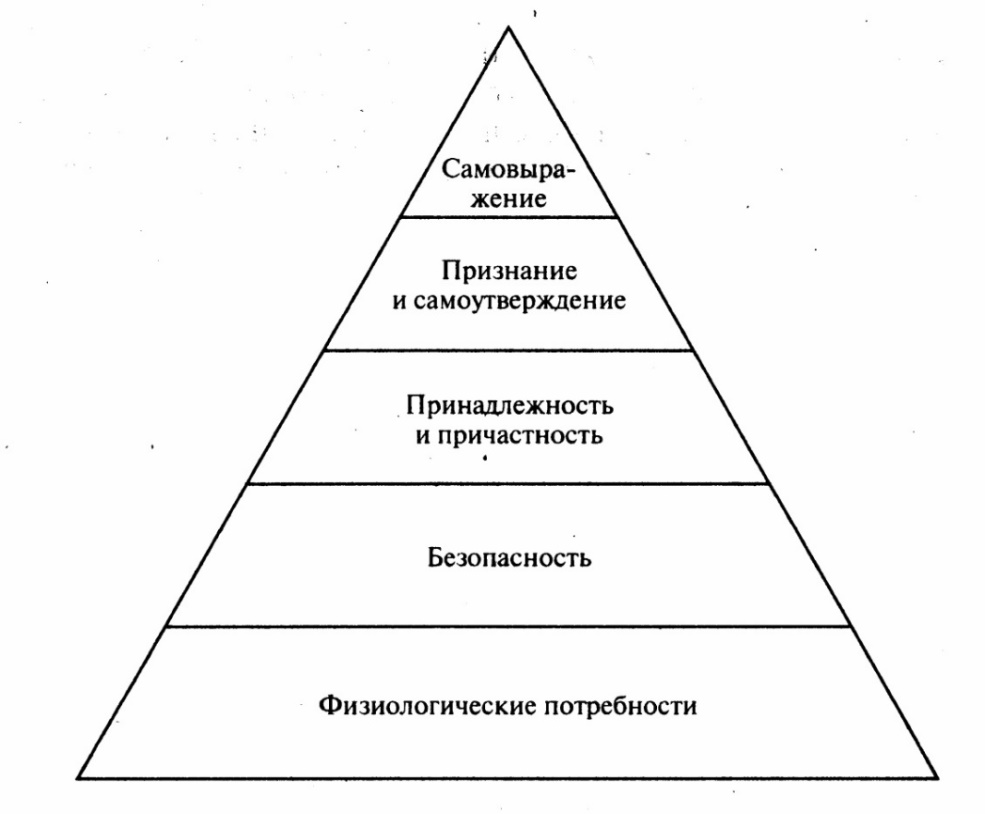 Самовыра-
жение
Признание
и самоутверждение
Принадлежность
и причастность
Безопасность
Физиологические потребности